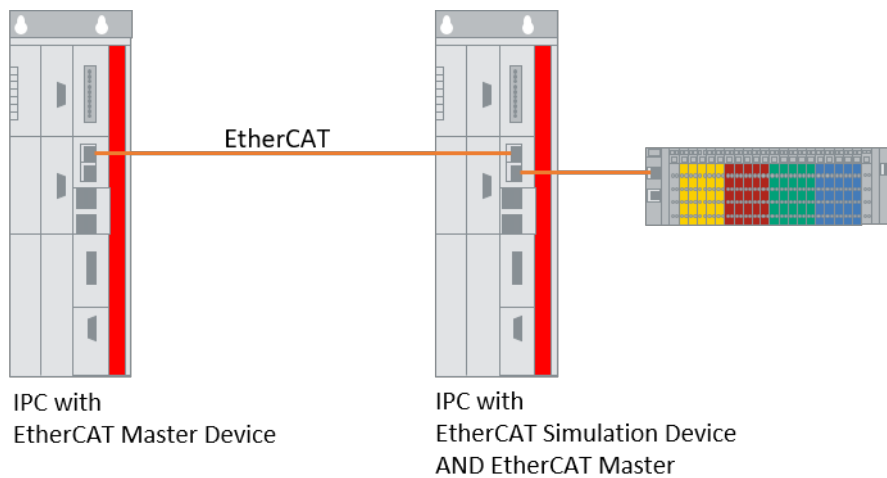 EtherCAT
IPC with
EtherCAT Master Device
IPC with
EtherCAT Simulation Device
AND EtherCAT Master